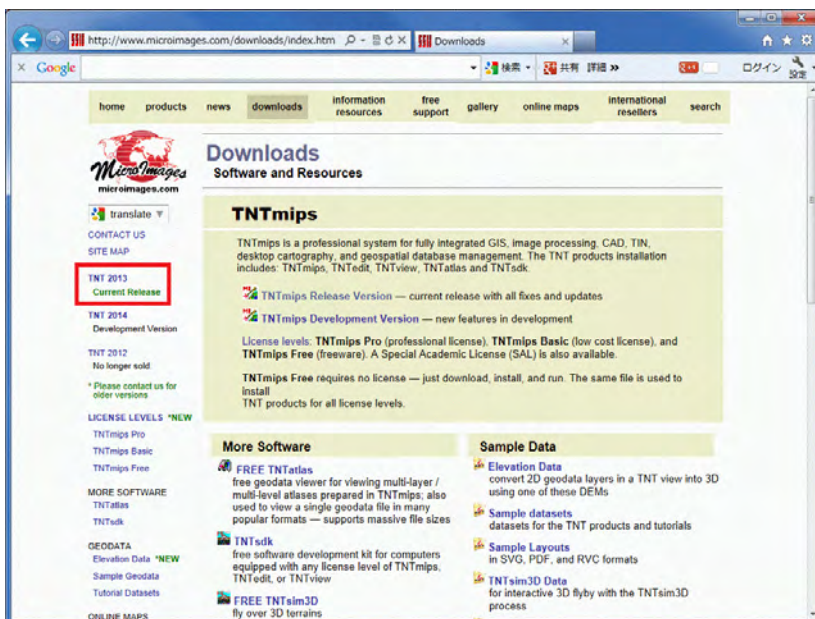 http://www.microimages.com/downloads/index.htm
Downloads
Google
検索
共有
詳細 »
ログイン
設定
home products news downloads information resources free support gallery online maps international resellers search
MicroImages
microimages.com
Downloads
Software and Resources
translate
CONTACT US
SITE MAP
TNT 2013
Current Release
TNT 2014
Development Version
TNT 2012
No longer sold
* Please contact us for
older versions
LICENSE LEVELS *NEW
TNTmips Pro
TNTmips Basic
TNTmips Free
MORE SOFTWARE
TNTatlas
TNTsdk
GEODATA
Elevation Data *NEW
Sample Geodata
Tutorial Datasets
ONLINE MAPS
TNTmips
TNTmips is a professional system for fully integrated GIS, image processing, CAD, TIN,
desktop cartography, and geospatial database management. The TNT products installation
includes: TNTmips, TNTedit, TNTview, TNTatlas and TNTsdk.
TNTmips Release Version — current release with all fixes and updates
TNTmips Development Version — new features in development
License levels: TNTmips Pro (professional license), TNTmips Basic (low cost license), and
TNTmips Free (freeware). A Special Academic License (SAL) is also available.
TNTmips Free requires no license — just download, install, and run. The same file is used to
install
TNT products for all license levels.
More Software
FREE TNTatlas
free geodata viewer for viewing multi-layer /
multi-level atlases prepared in TNTmips; also
used to view a single geodata file in many
popular formats — supports massive file sizes
TNTsdk
free software development kit for computers
equipped with any license level of TNTmips,
TNTedit, or TNTview
FREE TNTsim3D
fly over 3D terrains
Sample Data
Elevation Data
convert 2D geodata layers in a TNT view into 3D
using one of these DEMs
Sample datasets
datasets for the TNT products and tutorials
Sample Layouts
in SVG, PDF, and RVC formats
TNTsim3D Data
for interactive 3D flyby with the TNTsim3D
process